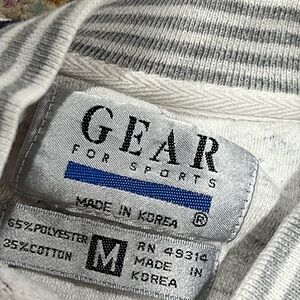 GEAR
FOR SPORTS
MADE IN KOREA
®
65% POLYESTER
35% COTTON
M
RN 49314
MADE IN
KOREA